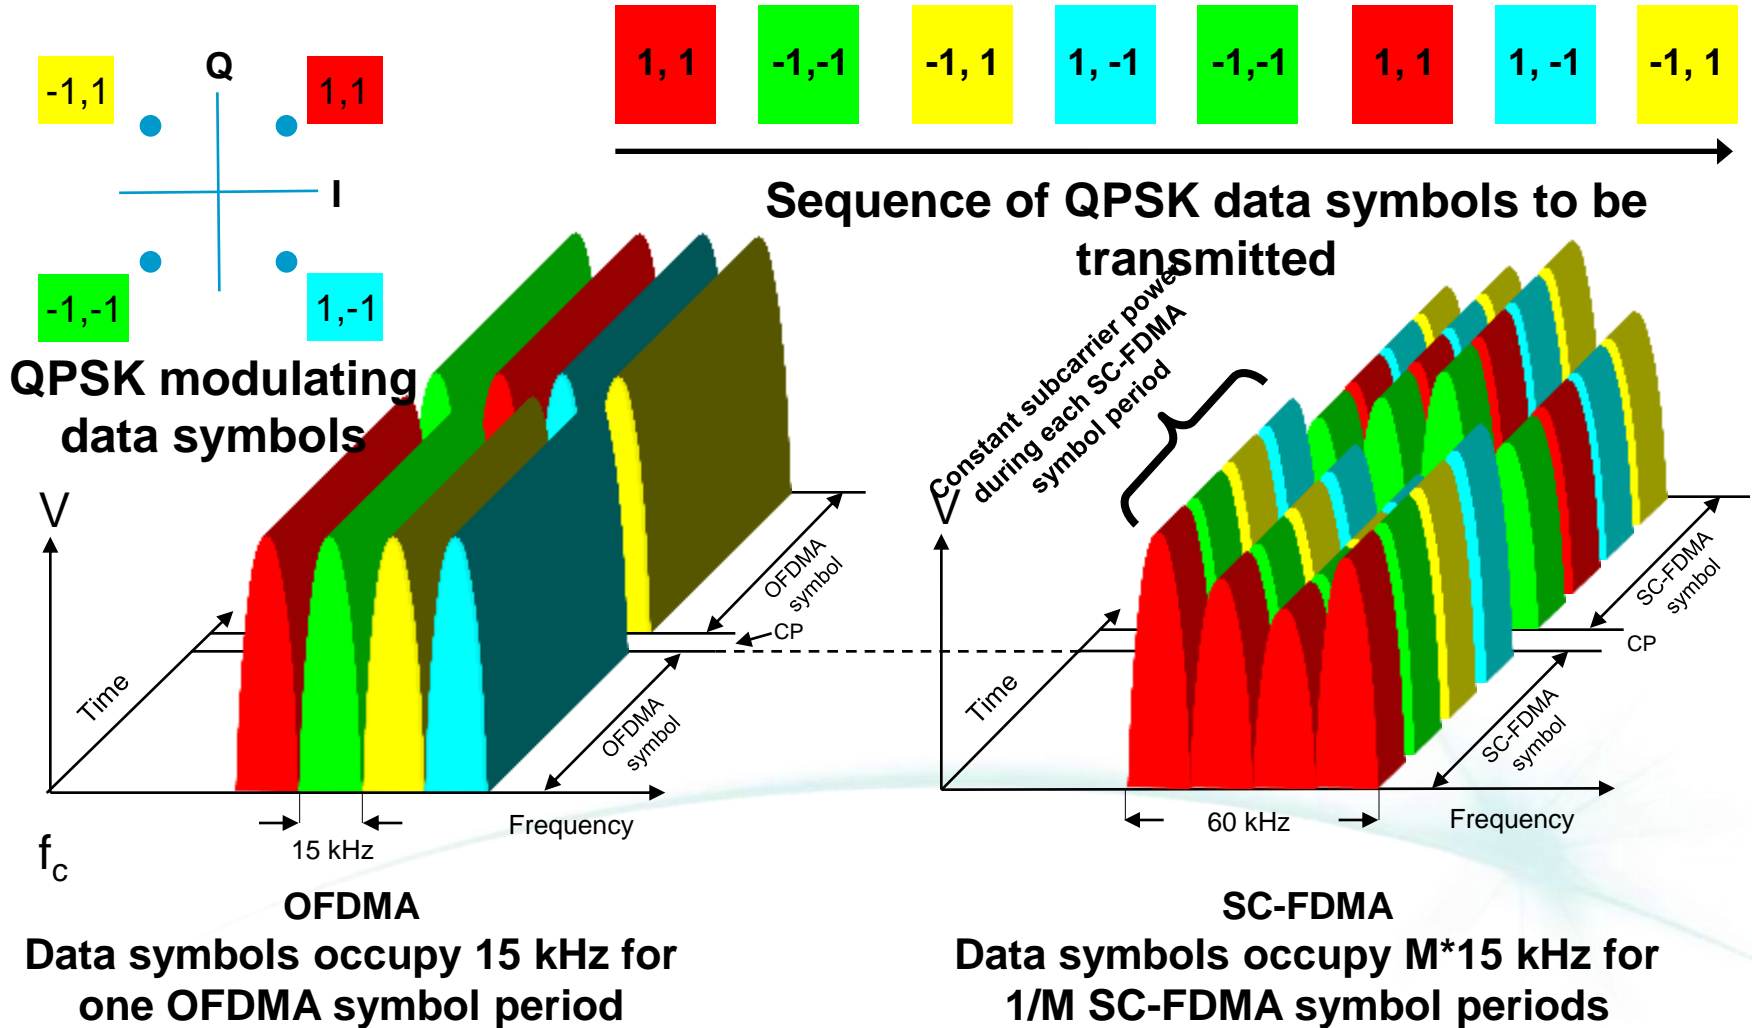 1, 1
-1,-1
-1, 1
1, -1
-1,-1
1, 1
1, -1
-1, 1
Sequence of QPSK data symbols to be
transmitted
-1,1
Q
1,1
I
-1,-1
1,-1
QPSK modulating
data symbols
Constant subcarrier power
during each SC-FDMA
symbol period
V
Time
OFDMA
symbol
CP
OFDMA
symbol
15 kHz
Frequency
fc
V
Time
SC-FDMA
symbol
CP
SC-FDMA
symbol
60 kHz
Frequency
OFDMA
Data symbols occupy 15 kHz for
one OFDMA symbol period
SC-FDMA
Data symbols occupy M*15 kHz for
1/M SC-FDMA symbol periods